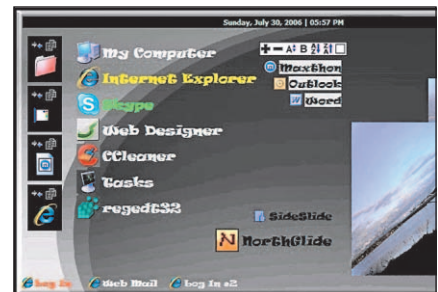 Sunday, July 30, 2006 | 05:57 PM
My Computer
Internet Explorer
Skype
Web Designer
CCleaner
Tasks
regedt32
Maxthon
Outlook
Word
SideSlide
NorthGlide
Log In
Web Mail
Log In #2